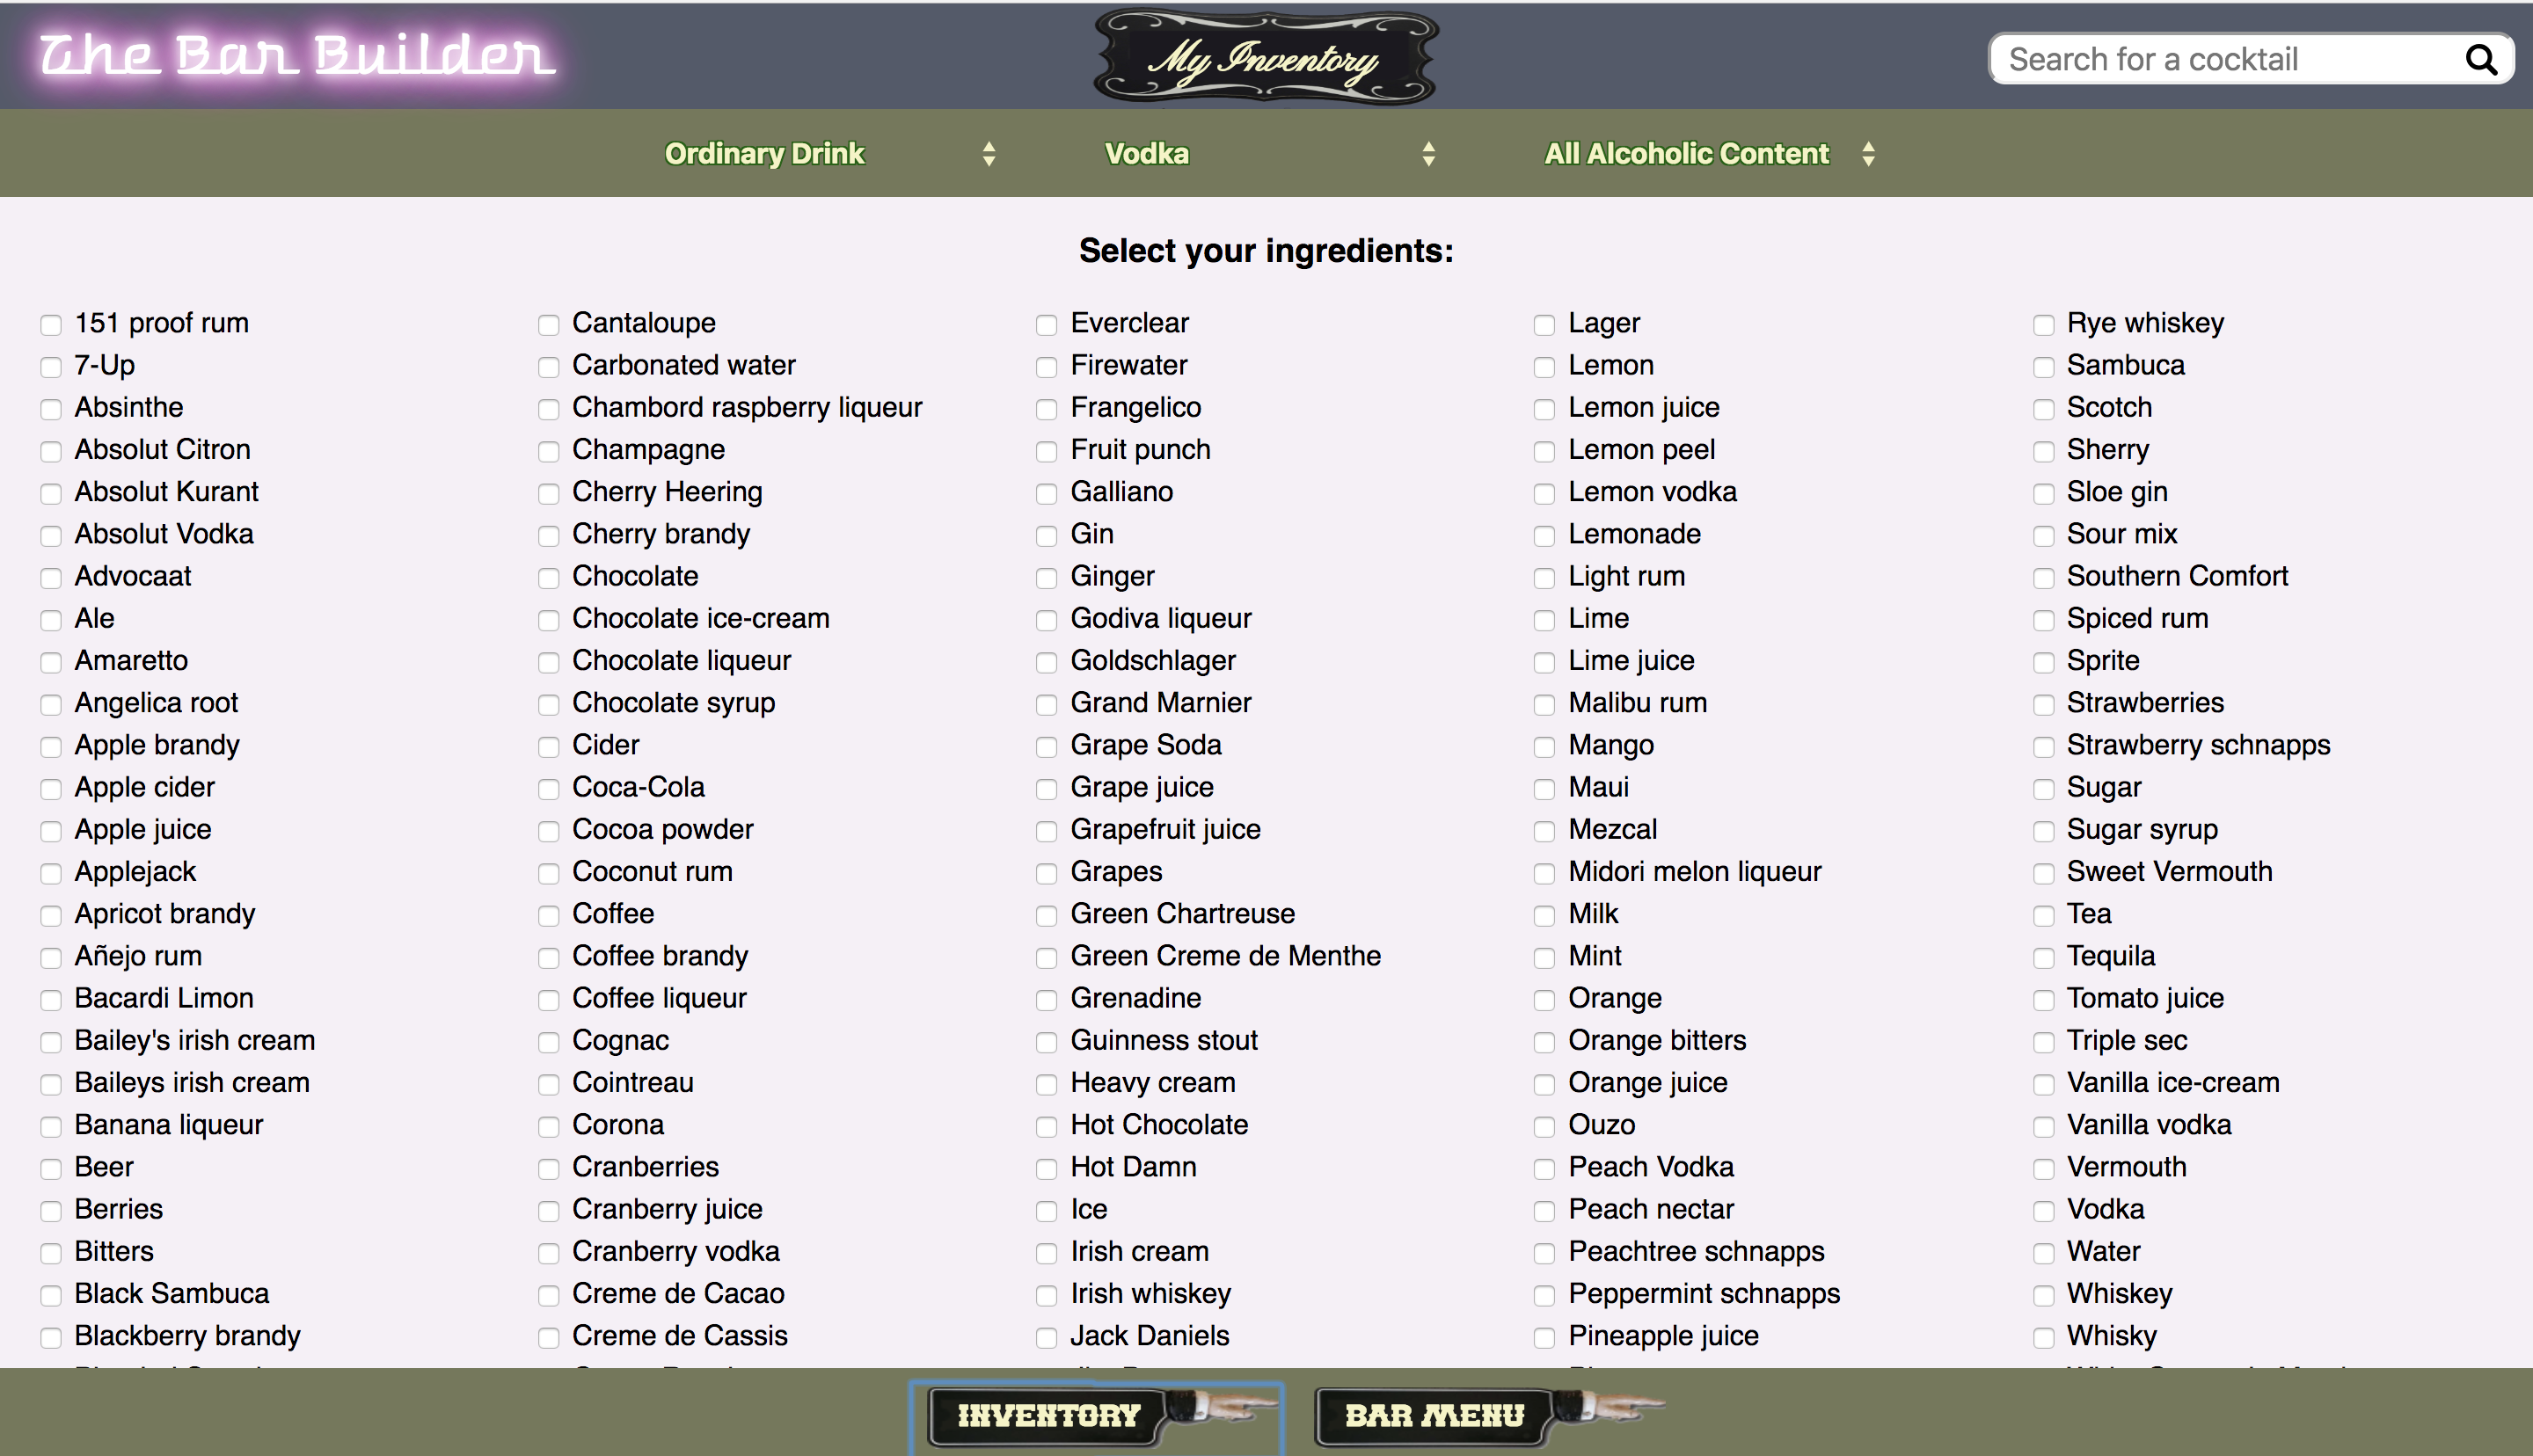 The Bar Builder
My Inventory
Search for a cocktail
Ordinary Drink
Vodka
All Alcoholic Content
Select your ingredients:
151 proof rum
7-Up
Absinthe
Absolut Citron
Absolut Kurant
Absolut Vodka
Advocaat
Ale
Amaretto
Angelica root
Apple brandy
Apple cider
Apple juice
Applejack
Apricot brandy
Añejo rum
Bacardi Limon
Bailey's irish cream
Baileys irish cream
Banana liqueur
Beer
Berries
Bitters
Black Sambuca
Blackberry brandy
Cantaloupe
Carbonated water
Chambord raspberry liqueur
Champagne
Cherry Heering
Cherry brandy
Chocolate
Chocolate ice-cream
Chocolate liqueur
Chocolate syrup
Cider
Coca-Cola
Cocoa powder
Coconut rum
Coffee
Coffee brandy
Coffee liqueur
Cognac
Cointreau
Corona
Cranberries
Cranberry juice
Cranberry vodka
Creme de Cacao
Creme de Cassis
Everclear
Firewater
Frangelico
Fruit punch
Galliano
Gin
Ginger
Godiva liqueur
Goldschlager
Grand Marnier
Grape Soda
Grape juice
Grapefruit juice
Grapes
Green Chartreuse
Green Creme de Menthe
Grenadine
Guinness stout
Heavy cream
Hot Chocolate
Hot Damn
Ice
Irish cream
Irish whiskey
Jack Daniels
Lager
Lemon
Lemon juice
Lemon peel
Lemon vodka
Lemonade
Light rum
Lime
Lime juice
Malibu rum
Mango
Maui
Mezcal
Midori melon liqueur
Milk
Mint
Orange
Orange bitters
Orange juice
Ouzo
Peach Vodka
Peach nectar
Peachtree schnapps
Peppermint schnapps
Pineapple juice
Rye whiskey
Sambuca
Scotch
Sherry
Sloe gin
Sour mix
Southern Comfort
Spiced rum
Sprite
Strawberries
Strawberry schnapps
Sugar
Sugar syrup
Sweet Vermouth
Tea
Tequila
Tomato juice
Triple sec
Vanilla ice-cream
Vanilla vodka
Vermouth
Vodka
Water
Whiskey
Whisky
INVENTORY
BAR MENU